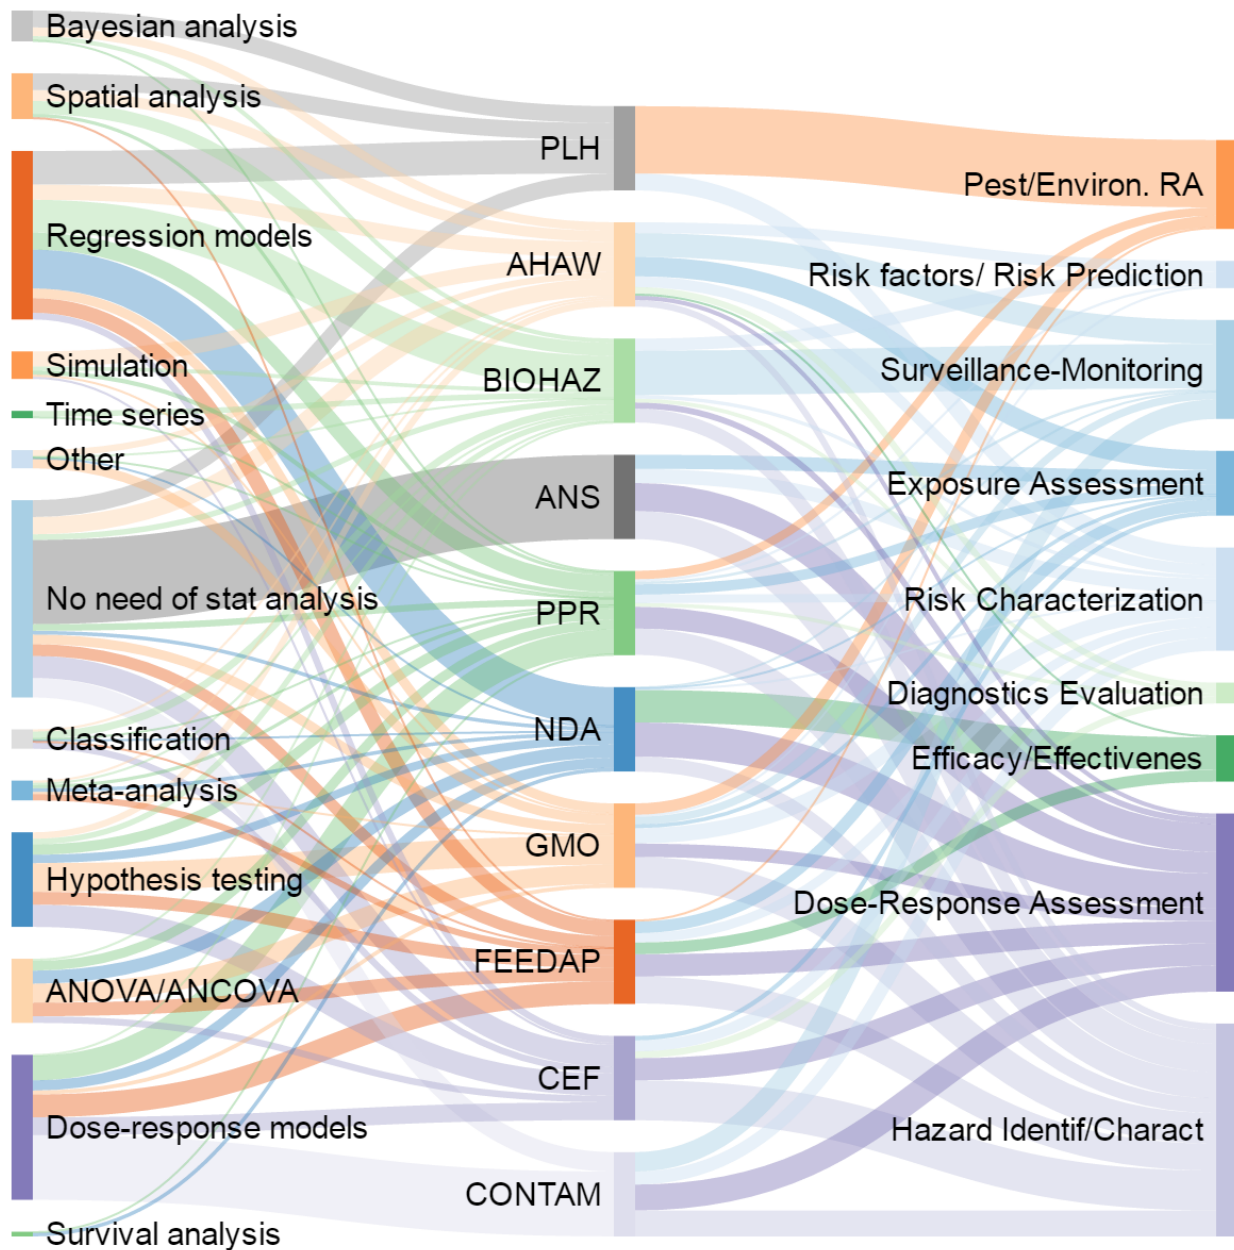 Bayesian analysis
Spatial analysis
Regression models
Simulation
Time series
Other
No need of stat analysis
Classification
Meta-analysis
Hypothesis testing
ANOVA/ANCOVA
Dose-response models
Survival analysis
PLH
AHAW
BIOHAZ
ANS
PPR
NDA
GMO
FEEDAP
CEF
CONTAM
Pest/Environ. RA
Risk factors/ Risk Prediction
Surveillance-Monitoring
Exposure Assessment
Risk Characterization
Diagnostics Evaluation
Efficacy/Effectivenes
Dose-Response Assessment
Hazard Identif/Charact